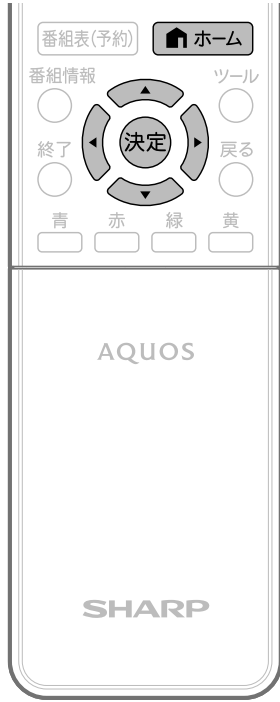 番組表(予約) ホーム
番組情報 ツール
終了 決定 戻る
青 赤 緑 黄
AQUOS
SHARP